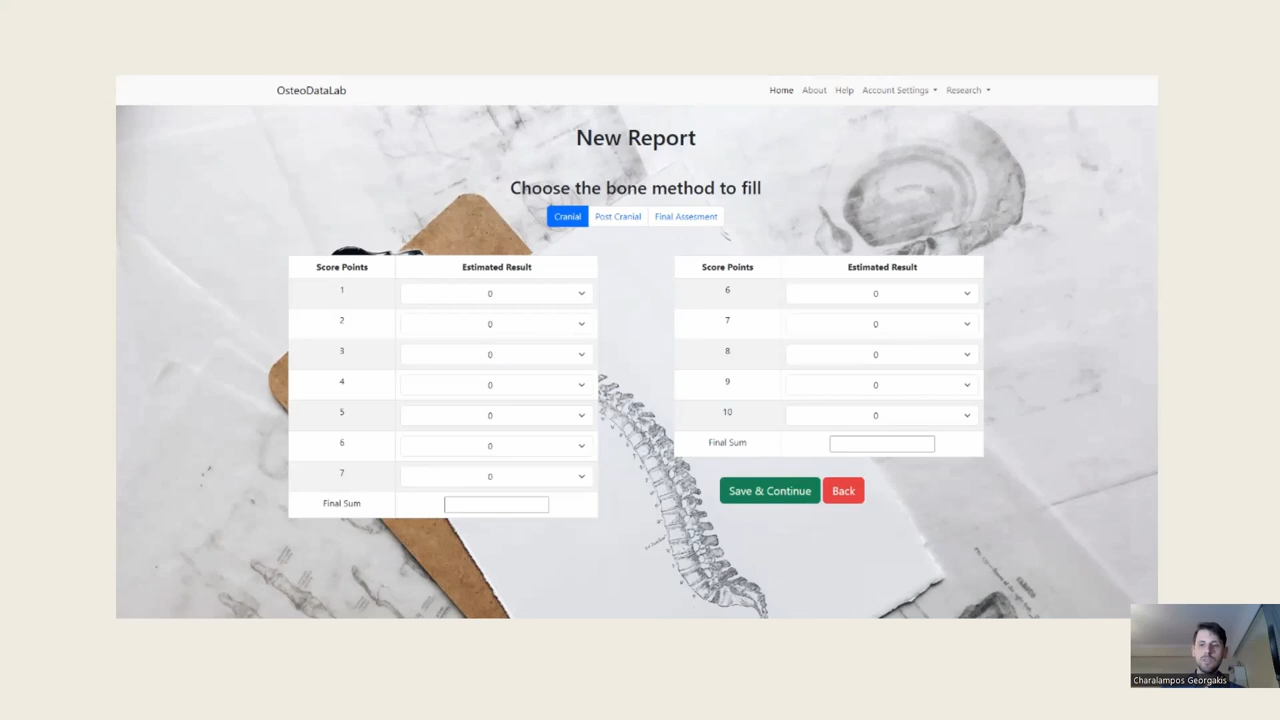 OsteoDataLab
Home About Help Account Settings Research
New Report
Choose the bone method to fill
Cranial Post Cranial Final Assesment
Score Points Estimated Result
1 0
2 0
3 0
4 0
5 0
6 0
7 0
Final Sum
Score Points Estimated Result
6 0
7 0
8 0
9 0
10 0
Final Sum
Save & Continue Back
Charalampos Georgakis